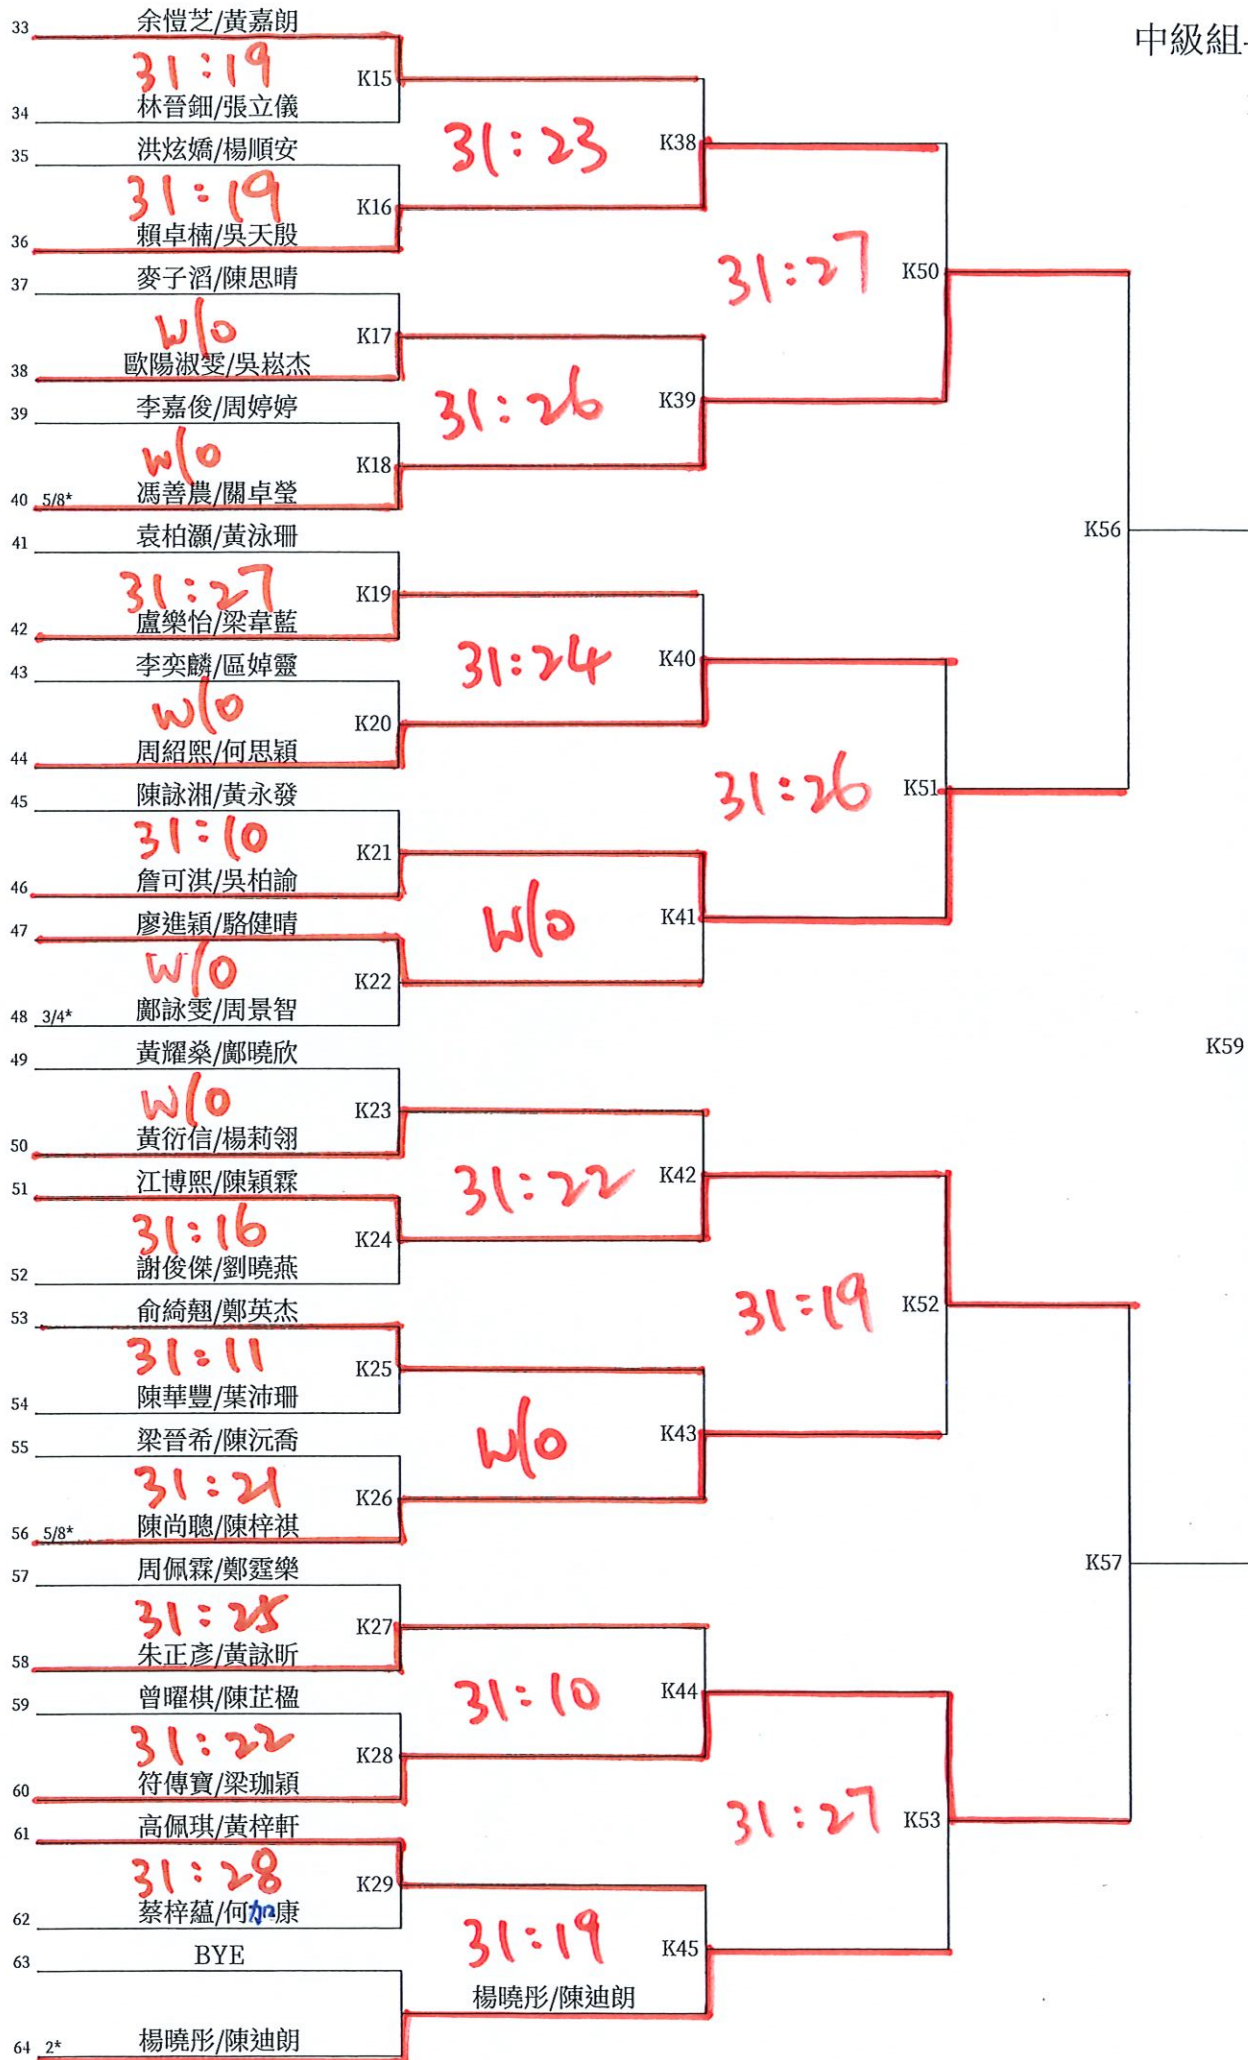 中級組
33 余愷芝/黃嘉朗
31:19
K15
34 林晉鈿/張立儀
35 洪炫嬌/楊順安
31:23
K38
31:19
K16
36 賴卓楠/吳天殷
31:27
K50
37 麥子滔/陳思晴
W/O
K17
38 歐陽淑雯/吳崧杰
39 李嘉俊/周婷婷
31:26
K39
W/O
K18
40 5/8* 馮善農/關卓瑩
K56
41 袁柏灝/黃泳珊
31:27
K19
42 盧樂怡/梁韋藍
43 李奕麟/區婥靈
31:24
K40
W/O
K20
44 周紹熙/何思穎
31:26
K51
45 陳詠湘/黃永發
31:10
K21
46 詹可淇/吳柏諭
47 廖進穎/駱健晴
W/O
K41
W/O
K22
48 3/4* 鄺詠雯/周景智
K59
49 黃耀燊/鄺曉欣
W/O
K23
50 黃衍信/楊莉翎
51 江博熙/陳穎霖
31:22
K42
31:16
K24
52 謝俊傑/劉曉燕
31:19
K52
53 俞綺翹/鄭英杰
31:11
K25
54 陳華豐/葉沛珊
55 梁晉希/陳沅喬
W/O
K43
31:21
K26
56 5/8* 陳尚聰/陳梓祺
K57
57 周佩霖/鄭霆樂
31:25
K27
58 朱正彥/黃詠昕
59 曾曜棋/陳芷楹
31:10
K44
31:22
K28
60 符傳寶/梁珈穎
31:27
K53
61 高佩琪/黃梓軒
31:28
K29
62 蔡梓蘊/何加康
63 BYE
31:19
K45
楊曉彤/陳迪朗
64 2* 楊曉彤/陳迪朗